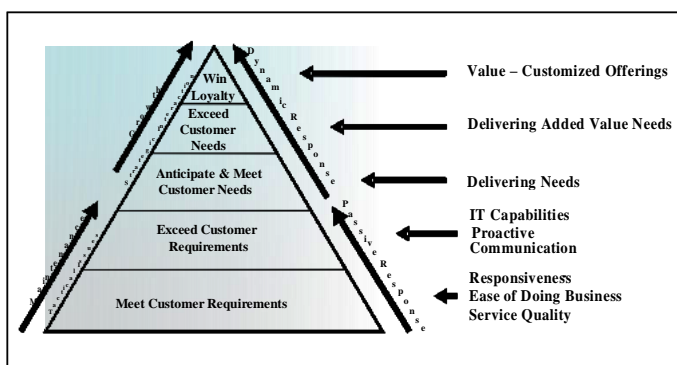 Win
Loyalty
Exceed
Customer
Needs
Anticipate & Meet
Customer Needs
Exceed Customer
Requirements
Meet Customer Requirements
Growth
Maintenance
Dynamic Response
Passive Response
Value – Customized Offerings
Delivering Added Value Needs
Delivering Needs
IT Capabilities
Proactive
Communication
Responsiveness
Ease of Doing Business
Service Quality